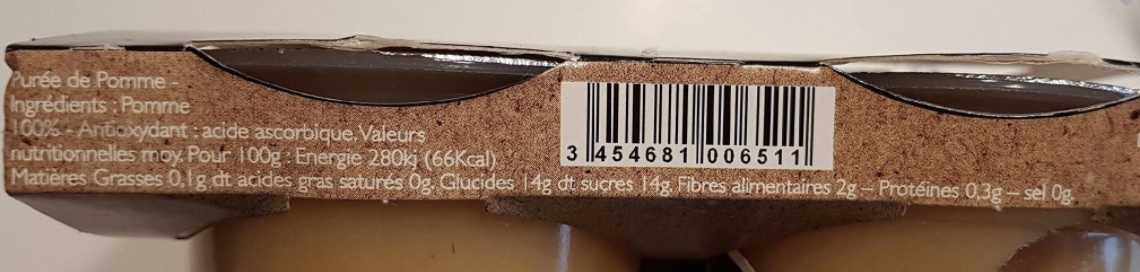 Purée de Pomme -
Ingrédients : Pomme
100% - Antioxydant : acide ascorbique. Valeurs
nutritionnelles moy. Pour 100g : Energie 280kj (66Kcal)
Matières Grasses 0,1g dt acides gras saturés 0g. Glucides 14g dt sucres 14g. Fibres alimentaires 2g – Protéines 0,3g – sel 0g.
3 454681 006511